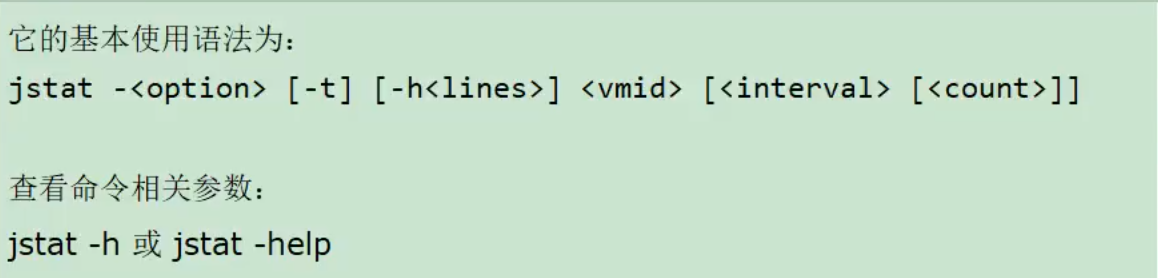 它的基本使用语法为：
jstat -<option> [-t] [-h<lines>] <vmid> [<interval> [<count>]]
查看命令相关参数：
jstat -h 或 jstat -help